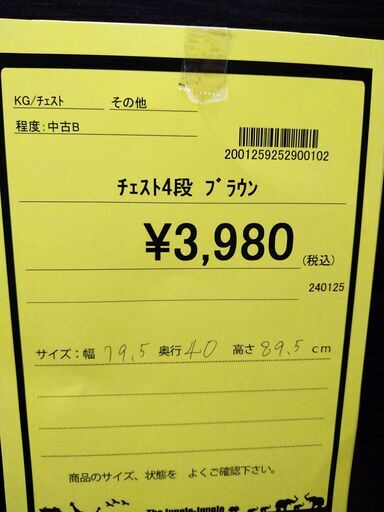 KG/ﾁｪｽﾄ その他
程度:中古B
2001259252900102
ﾁｪｽﾄ4段 ﾌﾞﾗｳﾝ
¥3,980(税込)
240125
サイズ:幅 79.5 奥行 40 高さ 89.5 cm
商品のサイズ、状態を よくご確認下さい。
The Jungle-Jungle